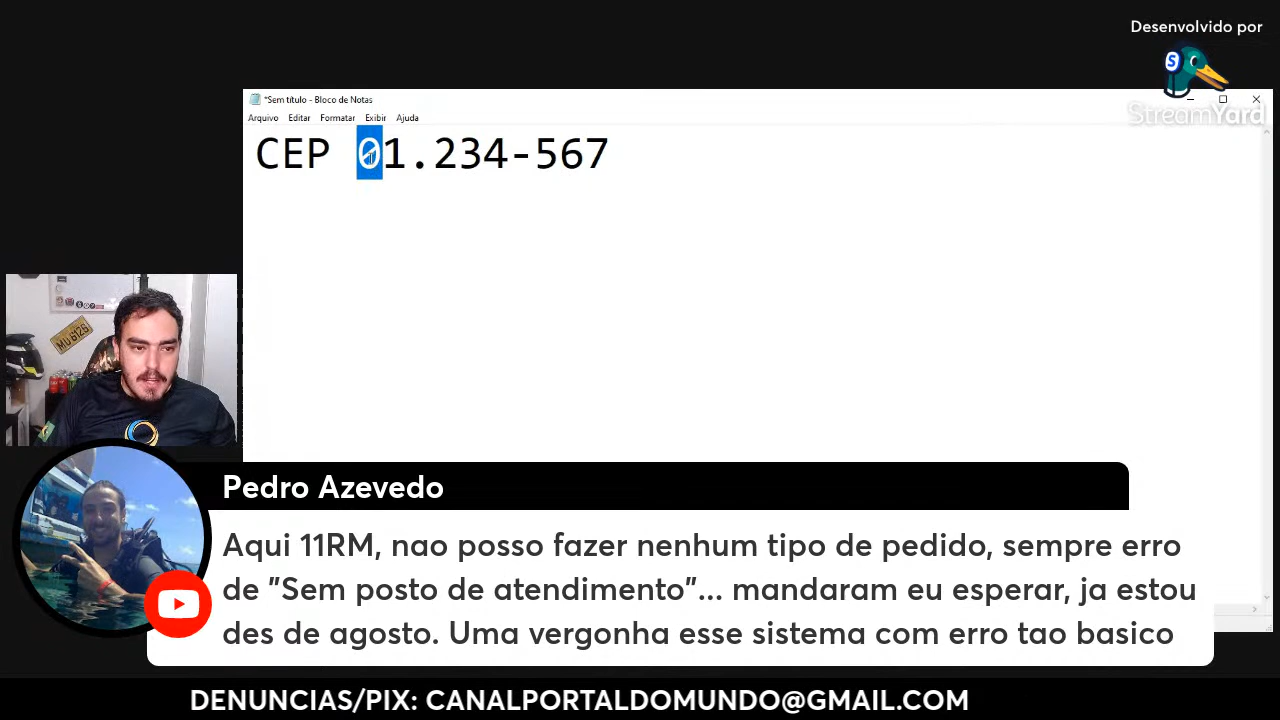 Desenvolvido por
StreamYard
*Sem título - Bloco de Notas
Arquivo Editar Formatar Exibir Ajuda
CEP 01.234-567
MU6126
Pedro Azevedo
Aqui 11RM, nao posso fazer nenhum tipo de pedido, sempre erro
de "Sem posto de atendimento"... mandaram eu esperar, ja estou
des de agosto. Uma vergonha esse sistema com erro tao basico
DENUNCIAS/PIX: CANALPORTALDOMUNDO@GMAIL.COM